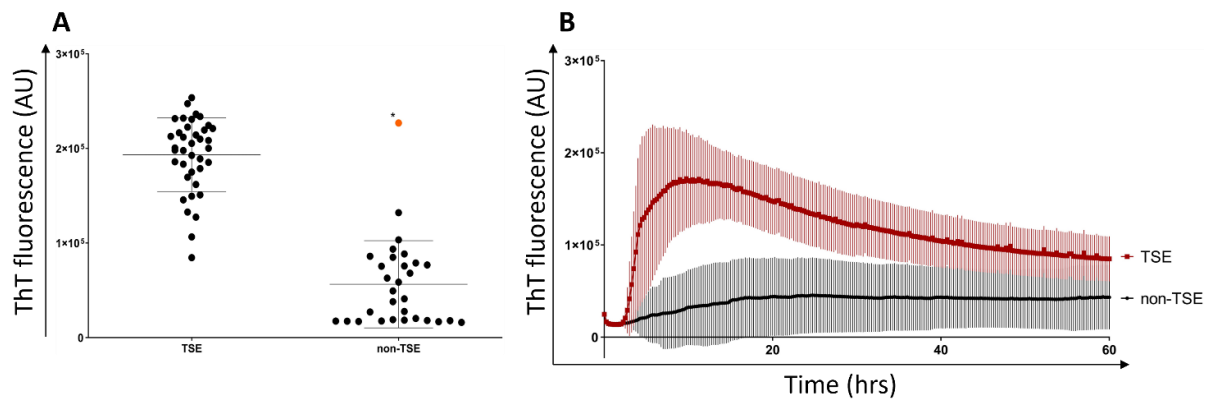 A
ThT fluorescence (AU)
3×10⁵
2×10⁵
1×10⁵
0
*
TSE
non-TSE
B
ThT fluorescence (AU)
3×10⁵
2×10⁵
1×10⁵
0
20
40
60
Time (hrs)
TSE
non-TSE